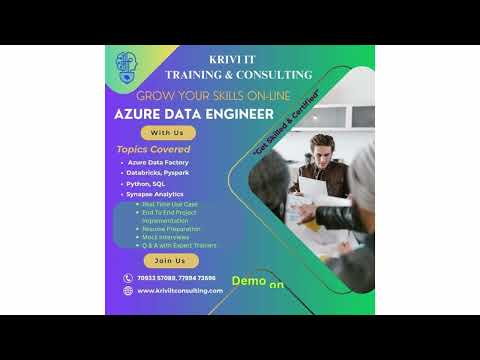 KRIVI IT
TRAINING & CONSULTING
GROW YOUR SKILLS ON-LINE
AZURE DATA ENGINEER
With Us
"Get Skilled & Certified"
Topics Covered
• Azure Data Factory
• Databricks, Pyspark
• Python, SQL
• Synapse Analytics
• Real Time Use Case
• End To End Project
Implementation
• Resume Preparation
• Mock Interviews
• Q & A with Expert Trainers
Join Us
www.kriviitconsulting.com
Demo
on